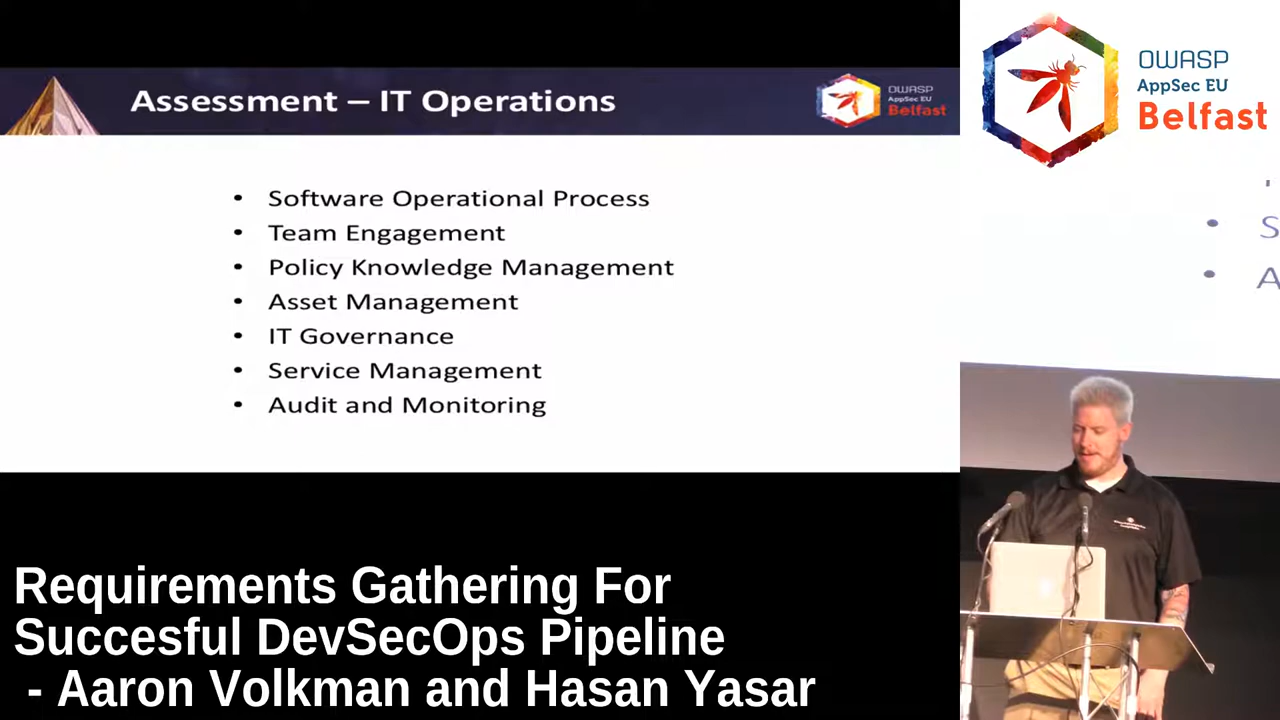 Assessment – IT Operations
OWASP
AppSec EU
Belfast
• Software Operational Process
• Team Engagement
• Policy Knowledge Management
• Asset Management
• IT Governance
• Service Management
• Audit and Monitoring
OWASP
AppSec EU
Belfast
• S
• A
Requirements Gathering For
Succesful DevSecOps Pipeline
- Aaron Volkman and Hasan Yasar